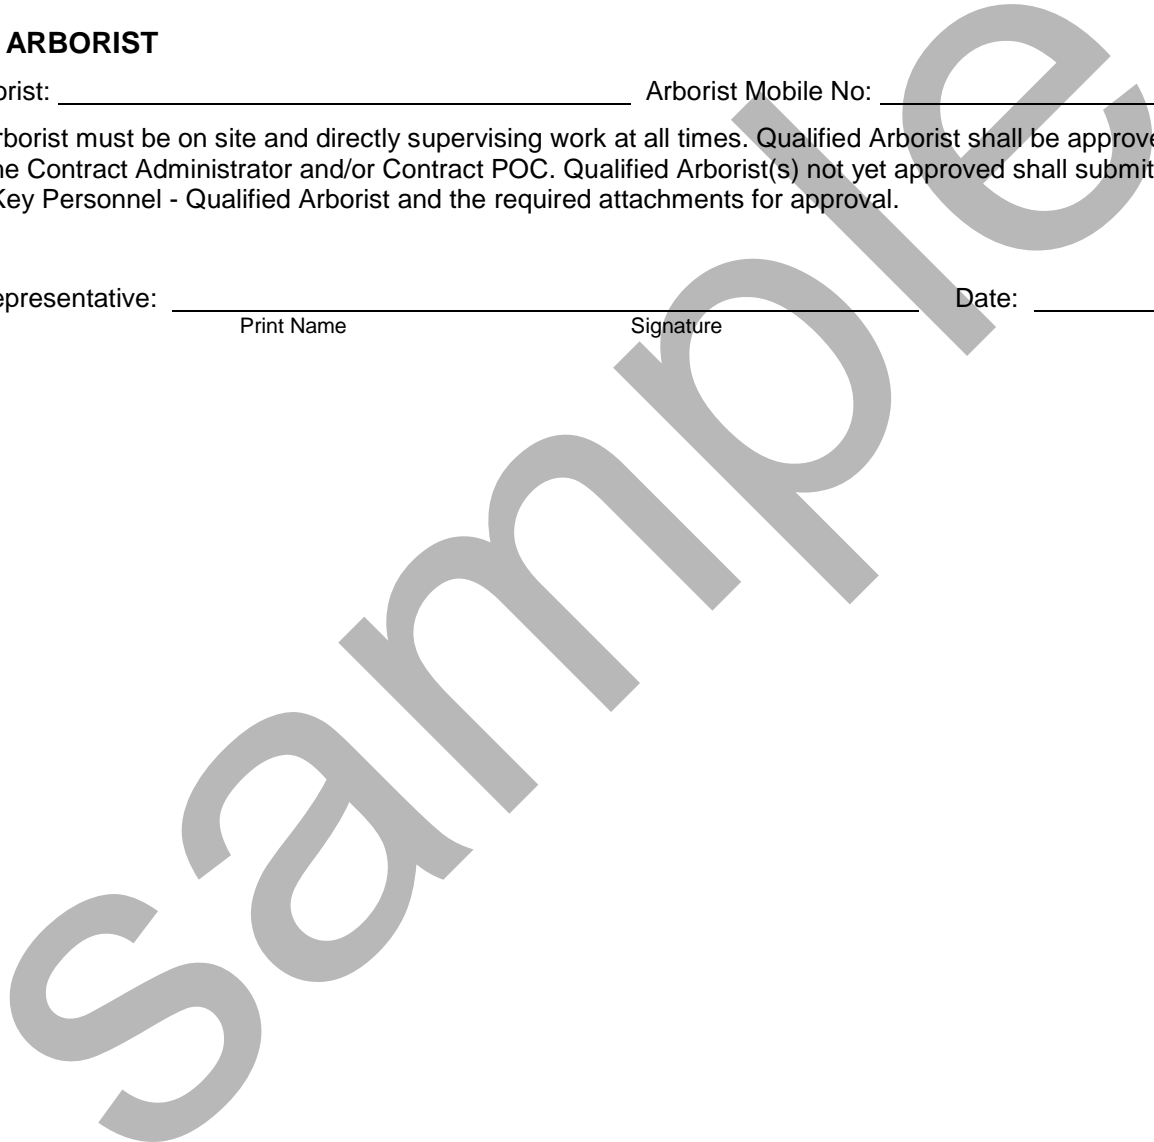 ARBORIST
orist: Arborist Mobile No:
rborist must be on site and directly supervising work at all times. Qualified Arborist shall be approve
ne Contract Administrator and/or Contract POC. Qualified Arborist(s) not yet approved shall submit
Key Personnel - Qualified Arborist and the required attachments for approval.
epresentative: Date:
Print Name Signature
sample